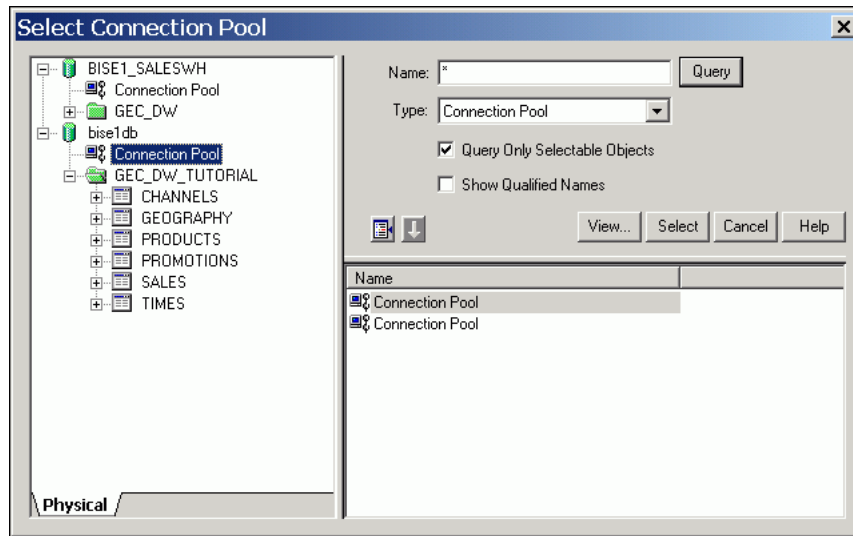 Select Connection Pool
BISE1_SALESWH
Connection Pool
GEC_DW
bise1db
Connection Pool
GEC_DW_TUTORIAL
CHANNELS
GEOGRAPHY
PRODUCTS
PROMOTIONS
SALES
TIMES
Physical
Name: * Query
Type: Connection Pool
Query Only Selectable Objects
Show Qualified Names
View... Select Cancel Help
Name
Connection Pool
Connection Pool